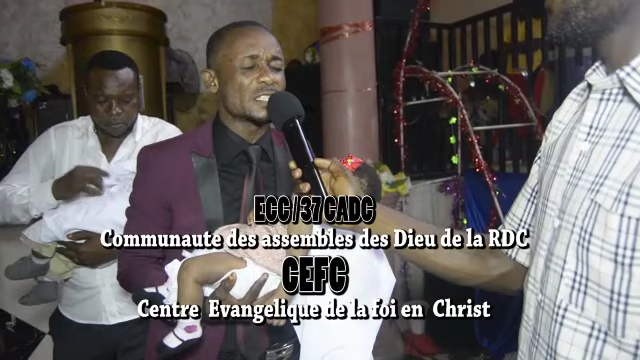 ECC/37CADC
Communaute des assembles des Dieu de la RDC
CEFC
Centre Evangelique de la foi en Christ